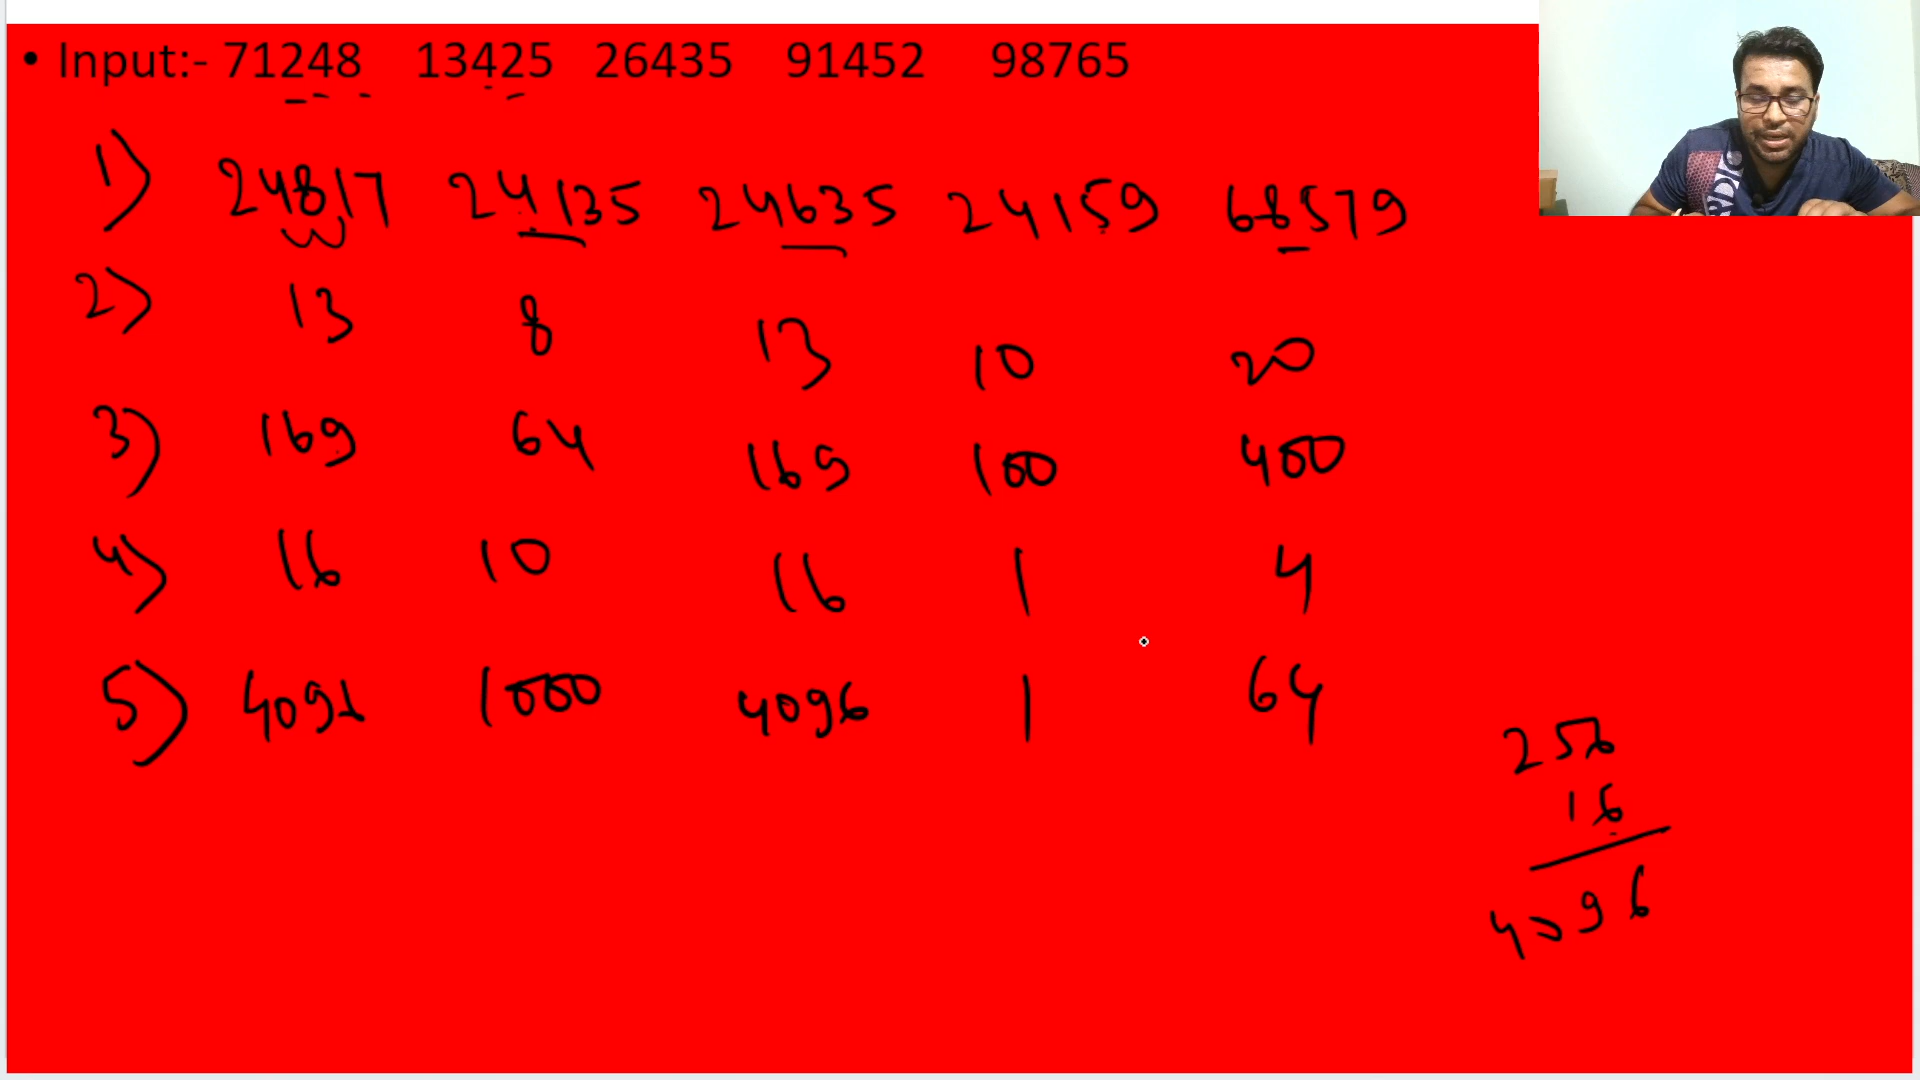 • Input:- 71248 13425 26435 91452 98765
1) 24817 24135 24635 24159 68579
2) 13 8 13 10 20
3) 169 64 169 100 400
4) 16 10 16 1 4
5) 4096 1000 4096 1 64
256
16
4096